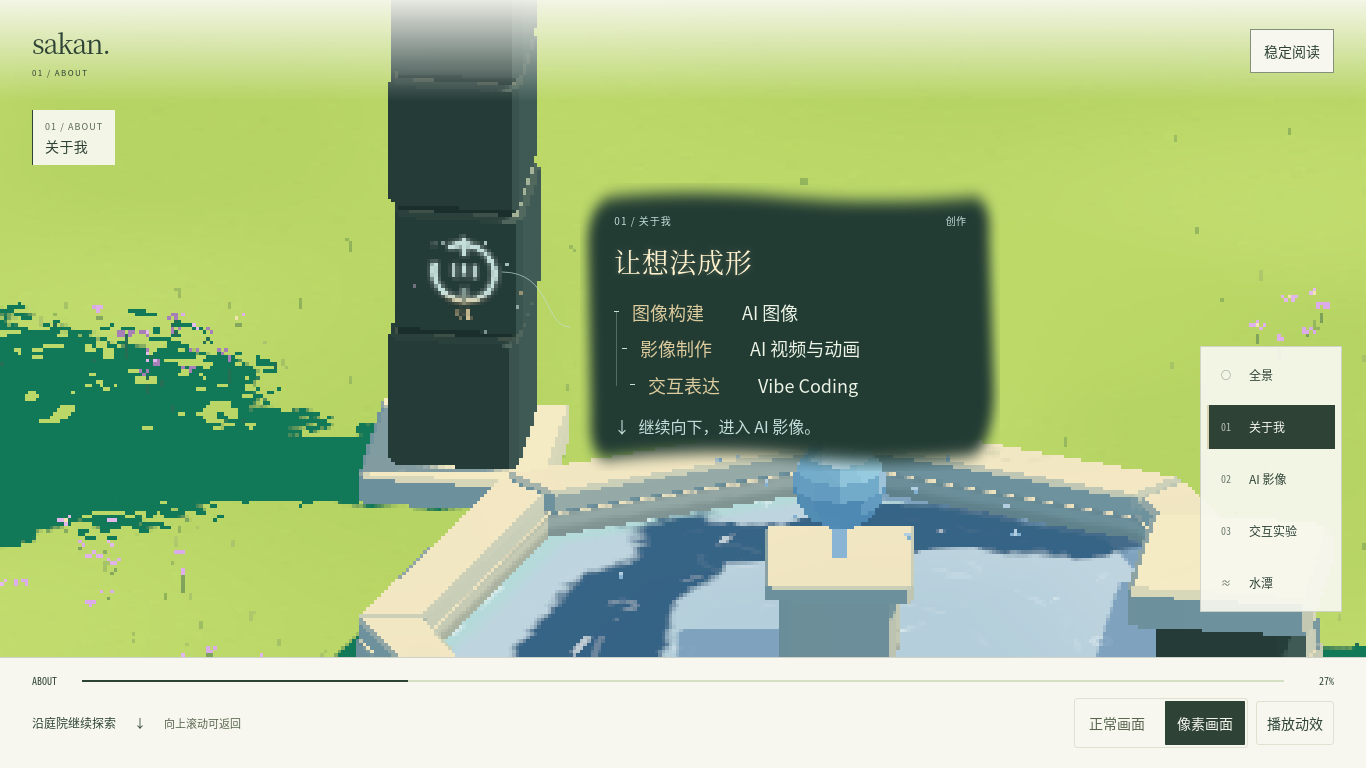 sakan.
01 / ABOUT
稳定阅读
01 / ABOUT
关于我
01 / 关于我 创作
让想法成形
图像构建 AI 图像
影像制作 AI 视频与动画
交互表达 Vibe Coding
↓ 继续向下，进入 AI 影像。
全景
01 关于我
02 AI 影像
03 交互实验
≈ 水潭
ABOUT 27%
沿庭院继续探索 ↓ 向上滚动可返回
正常画面 像素画面 播放动效